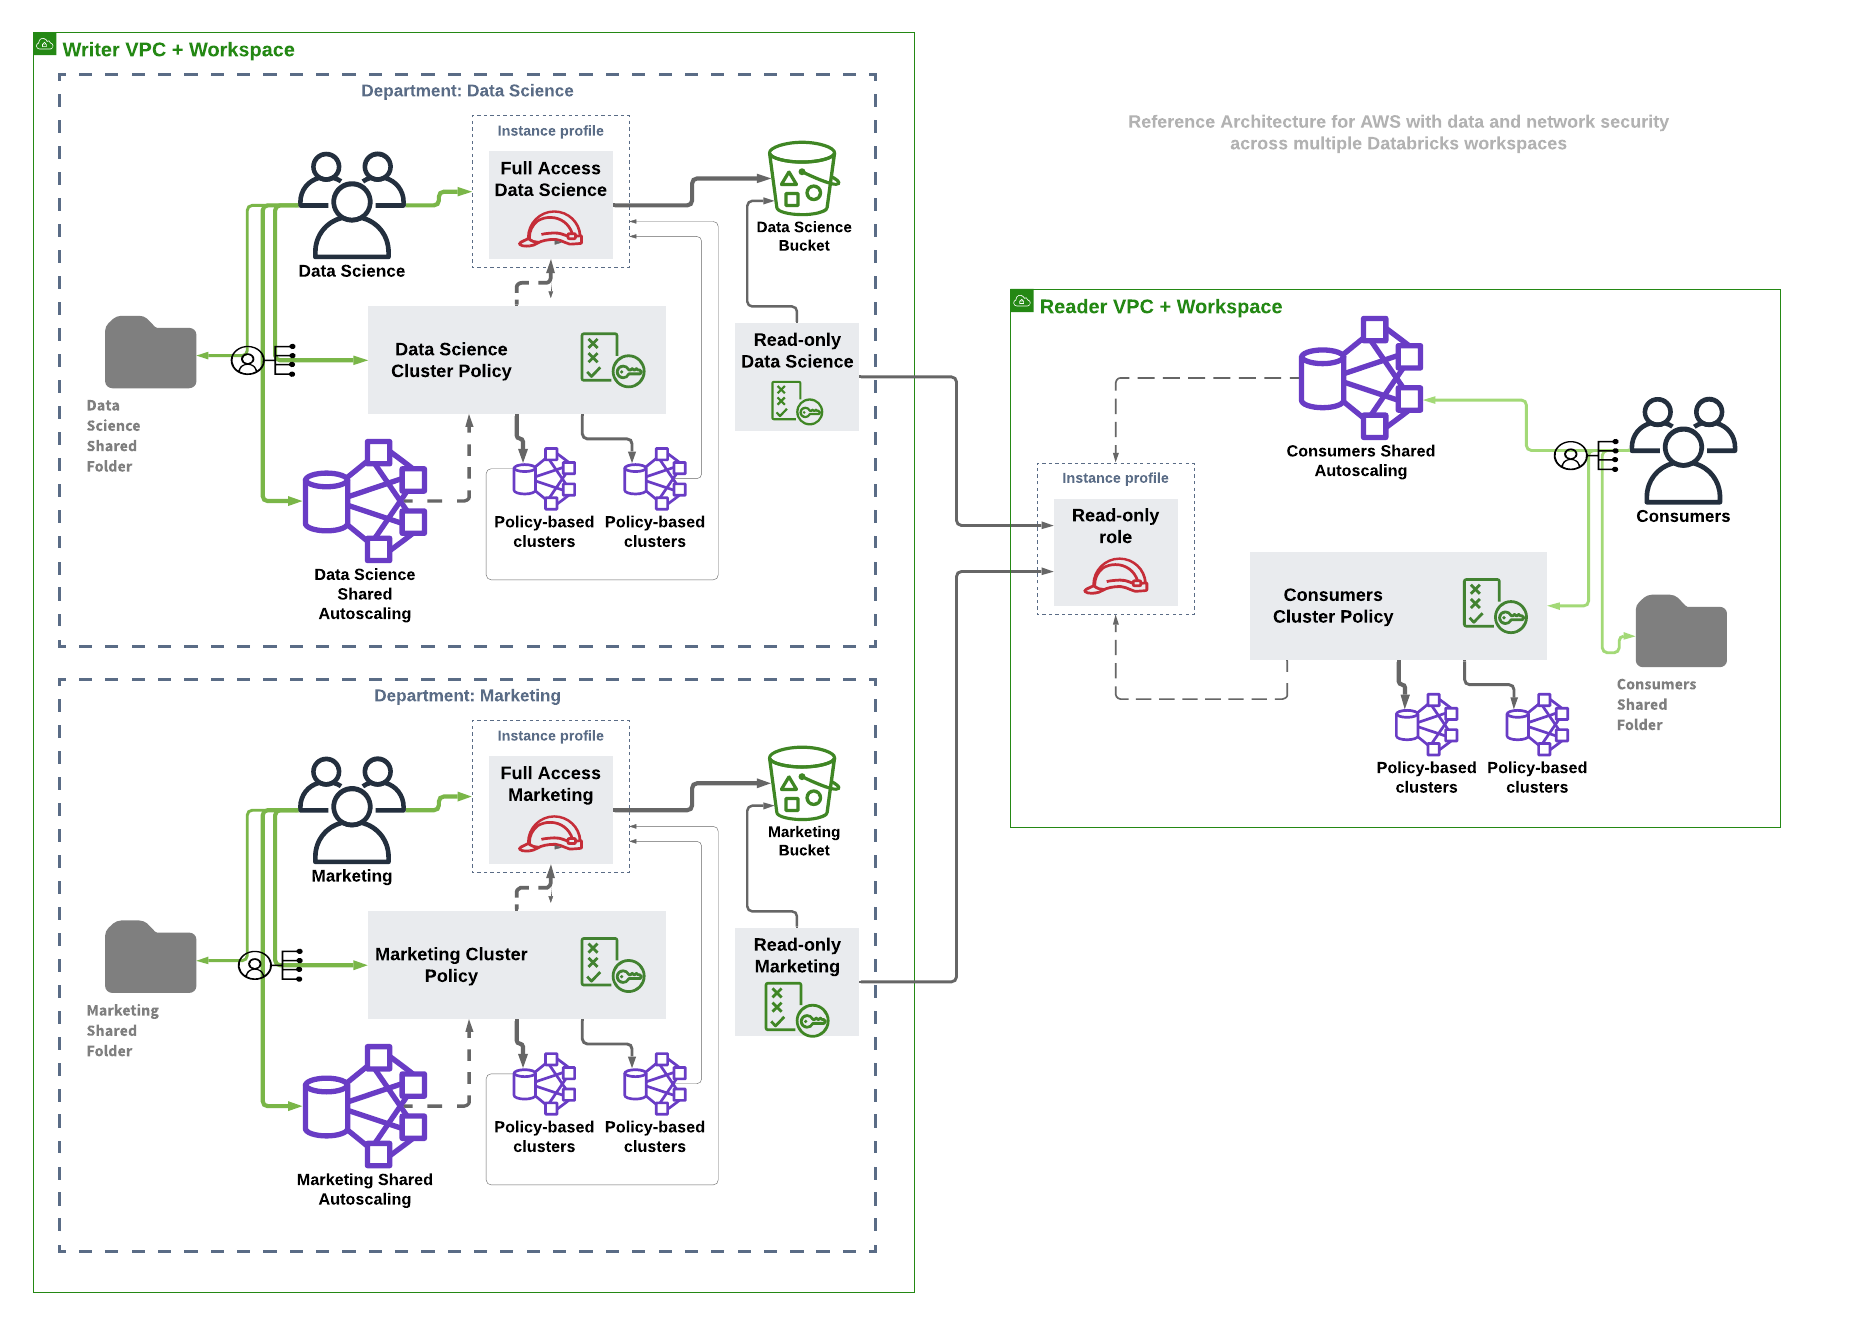 Writer VPC + Workspace
Department: Data Science
Instance profile
Full Access
Data Science
Data Science
Data Science
Bucket
Data Science
Cluster Policy
Read-only
Data Science
Data
Science
Shared
Folder
Policy-based
clusters
Policy-based
clusters
Data Science
Shared
Autoscaling
Department: Marketing
Instance profile
Full Access
Marketing
Marketing
Marketing
Bucket
Marketing Cluster
Policy
Read-only
Marketing
Marketing
Shared
Folder
Policy-based
clusters
Policy-based
clusters
Marketing Shared
Autoscaling
Reference Architecture for AWS with data and network security
across multiple Databricks workspaces
Reader VPC + Workspace
Consumers Shared
Autoscaling
Consumers
Instance profile
Read-only
role
Consumers
Cluster Policy
Consumers
Shared
Folder
Policy-based
clusters
Policy-based
clusters